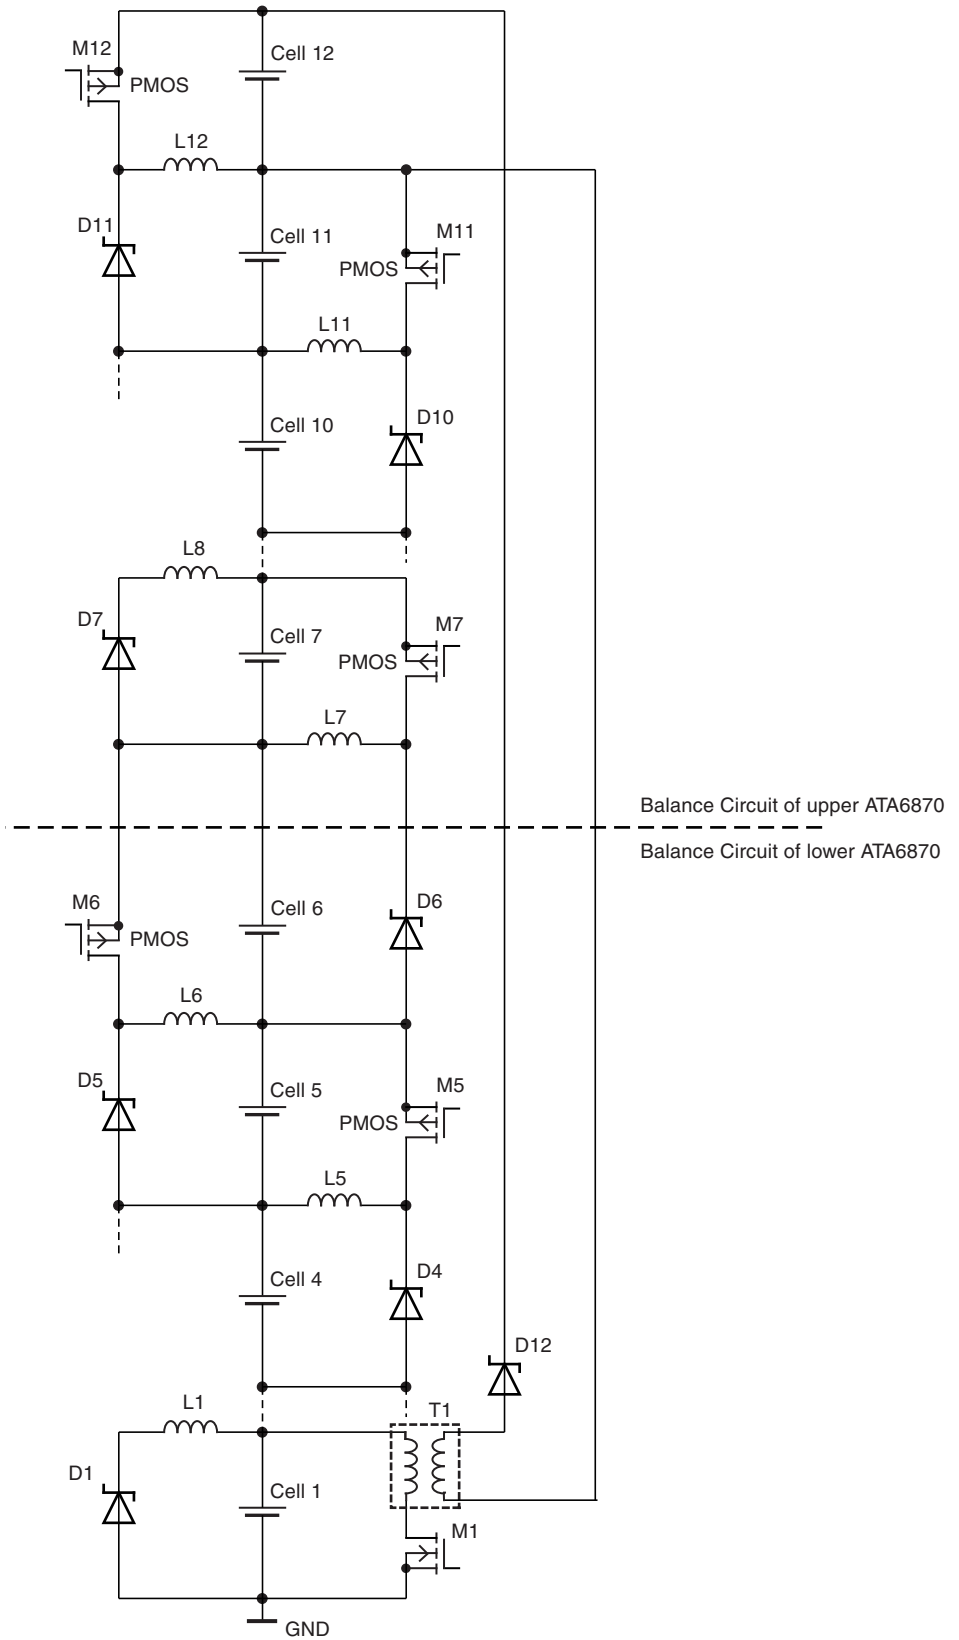 M12
Cell 12
PMOS
L12
D11
Cell 11
M11
PMOS
L11
Cell 10
D10
L8
D7
Cell 7
M7
PMOS
L7
Balance Circuit of upper ATA6870
Balance Circuit of lower ATA6870
M6
Cell 6
D6
PMOS
L6
D5
Cell 5
M5
PMOS
L5
Cell 4
D4
D12
L1
T1
D1
Cell 1
M1
GND